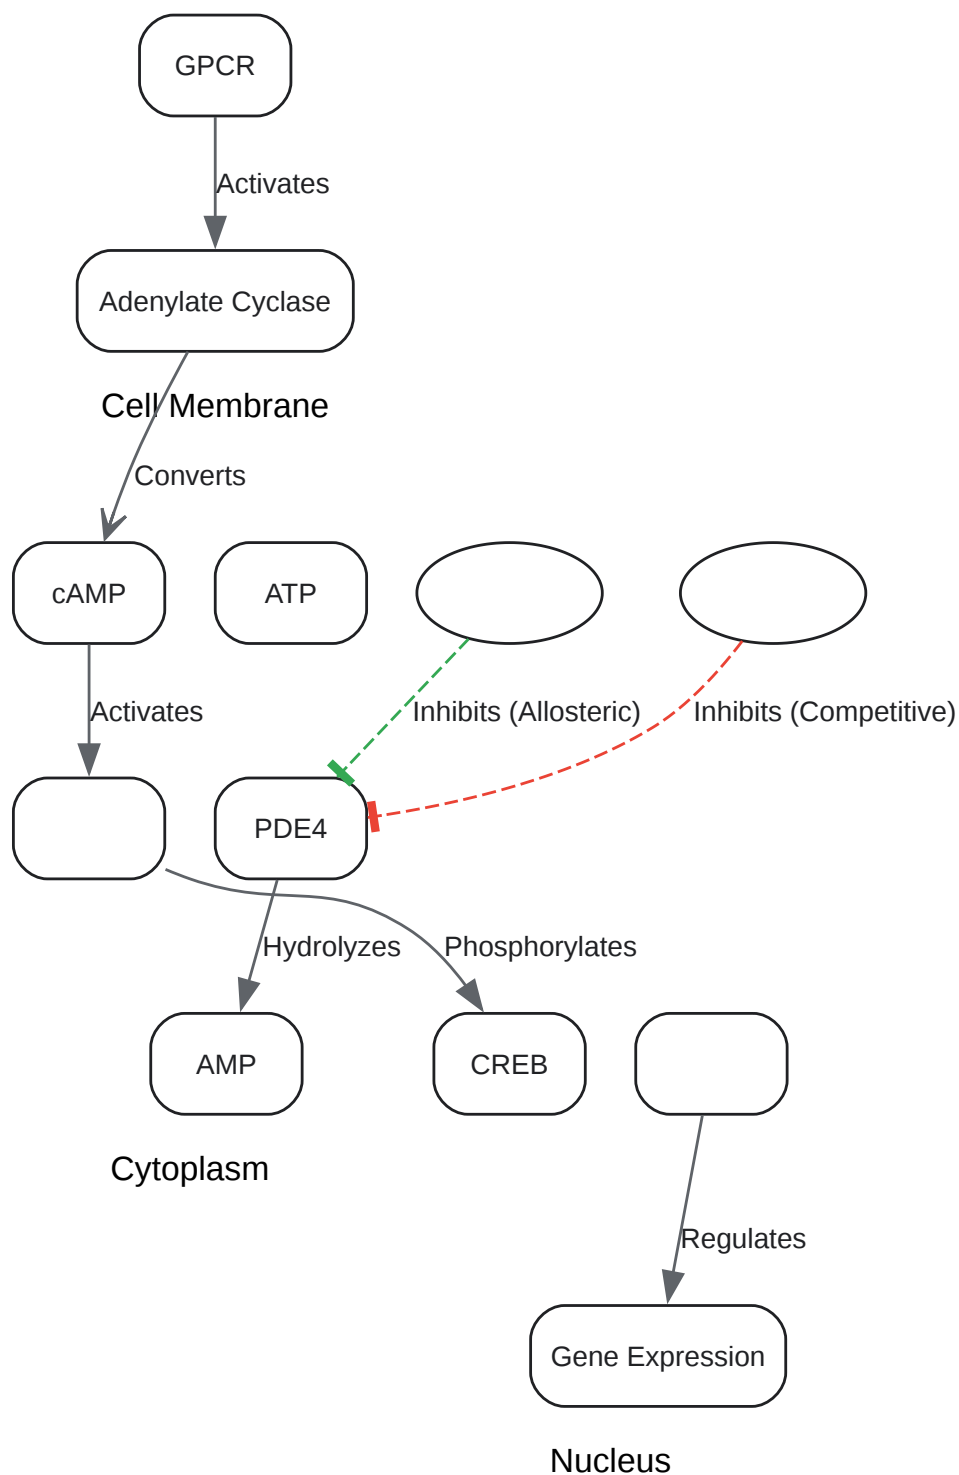 GPCR
Activates
Adenylate Cyclase
Cell Membrane
Converts
cAMP
ATP
Activates
Inhibits (Allosteric)
Inhibits (Competitive)
PDE4
Hydrolyzes
Phosphorylates
AMP
CREB
Cytoplasm
Regulates
Gene Expression
Nucleus